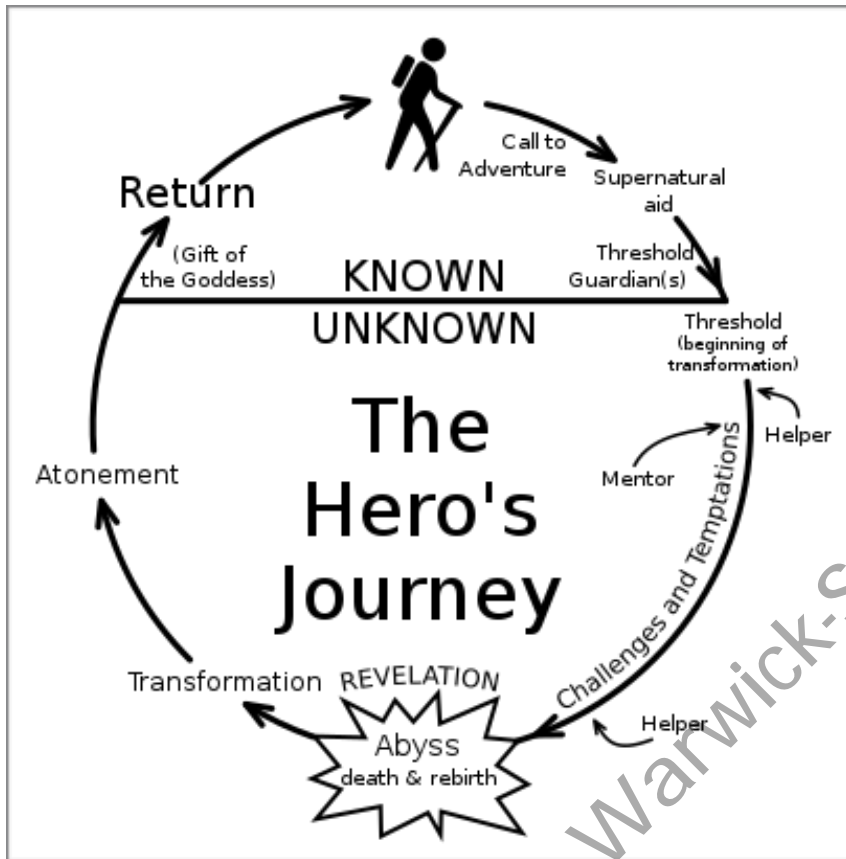 Call to
Adventure
Supernatural
aid
Return
(Gift of
the Goddess)
KNOWN
Threshold
Guardian(s)
UNKNOWN
Threshold
(beginning of
transformation)
The
Hero's
Journey
Helper
Mentor
Challenges and Temptations
Atonement
Transformation
REVELATION
Abyss
death & rebirth
Helper
Warwick-S